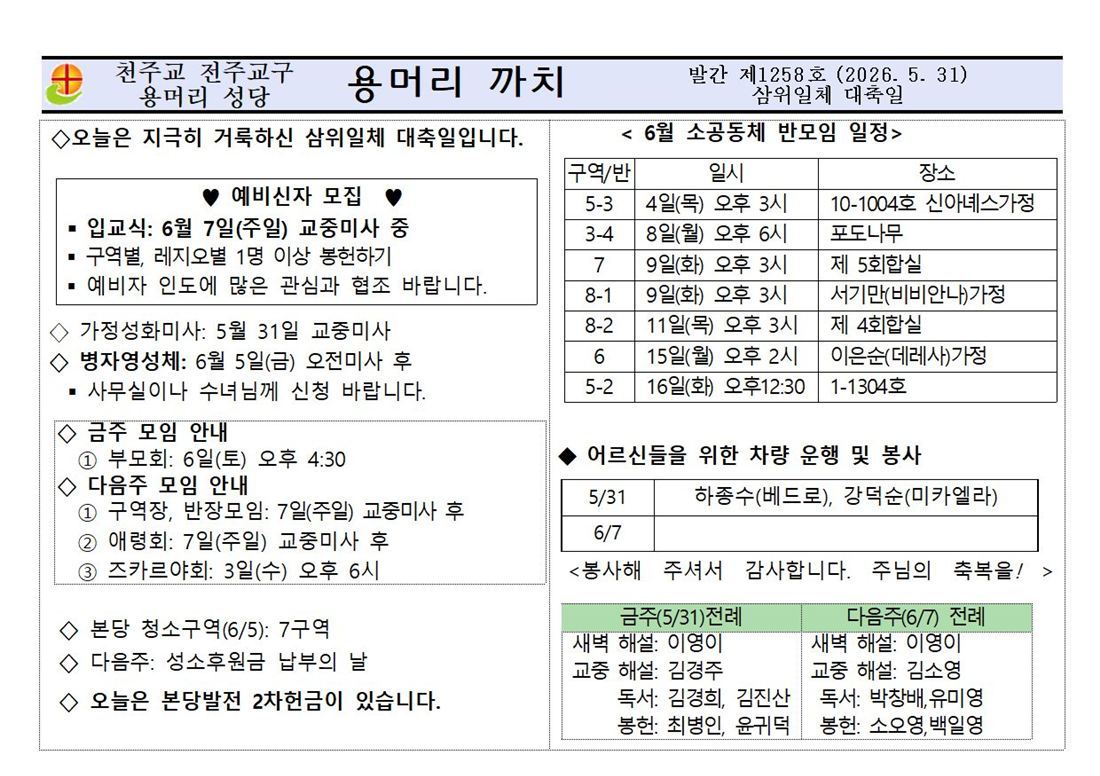 천주교 전주교구
용머리 성당
용머리 까치
발간 제1258호 (2026. 5. 31)
삼위일체 대축일
◇오늘은 지극히 거룩하신 삼위일체 대축일입니다.
♥ 예비신자 모집 ♥
▪ 입교식: 6월 7일(주일) 교중미사 중
▪ 구역별, 레지오별 1명 이상 봉헌하기
▪ 예비자 인도에 많은 관심과 협조 바랍니다.
◇ 가정성화미사: 5월 31일 교중미사
◇ 병자영성체: 6월 5일(금) 오전미사 후
▪ 사무실이나 수녀님께 신청 바랍니다.
◇ 금주 모임 안내
① 부모회: 6일(토) 오후 4:30
◇ 다음주 모임 안내
① 구역장, 반장모임: 7일(주일) 교중미사 후
② 애령회: 7일(주일) 교중미사 후
③ 즈카르야회: 3일(수) 오후 6시
◇ 본당 청소구역(6/5): 7구역
◇ 다음주: 성소후원금 납부의 날
◇ 오늘은 본당발전 2차헌금이 있습니다.
< 6월 소공동체 반모임 일정>
구역/반 일시 장소
5-3 4일(목) 오후 3시 10-1004호 신아녜스가정
3-4 8일(월) 오후 6시 포도나무
7 9일(화) 오후 3시 제 5회합실
8-1 9일(화) 오후 3시 서기만(비비안나)가정
8-2 11일(목) 오후 3시 제 4회합실
6 15일(월) 오후 2시 이은순(데레사)가정
5-2 16일(화) 오후12:30 1-1304호
◆ 어르신들을 위한 차량 운행 및 봉사
5/31 하종수(베드로), 강덕순(미카엘라)
6/7
<봉사해 주셔서 감사합니다. 주님의 축복을! >
금주(5/31)전례 다음주(6/7) 전례
새벽 해설: 이영이 새벽 해설: 이영이
교중 해설: 김경주 교중 해설: 김소영
독서: 김경희, 김진산 독서: 박창배,유미영
봉헌: 최병인, 윤귀덕 봉헌: 소오영,백일영